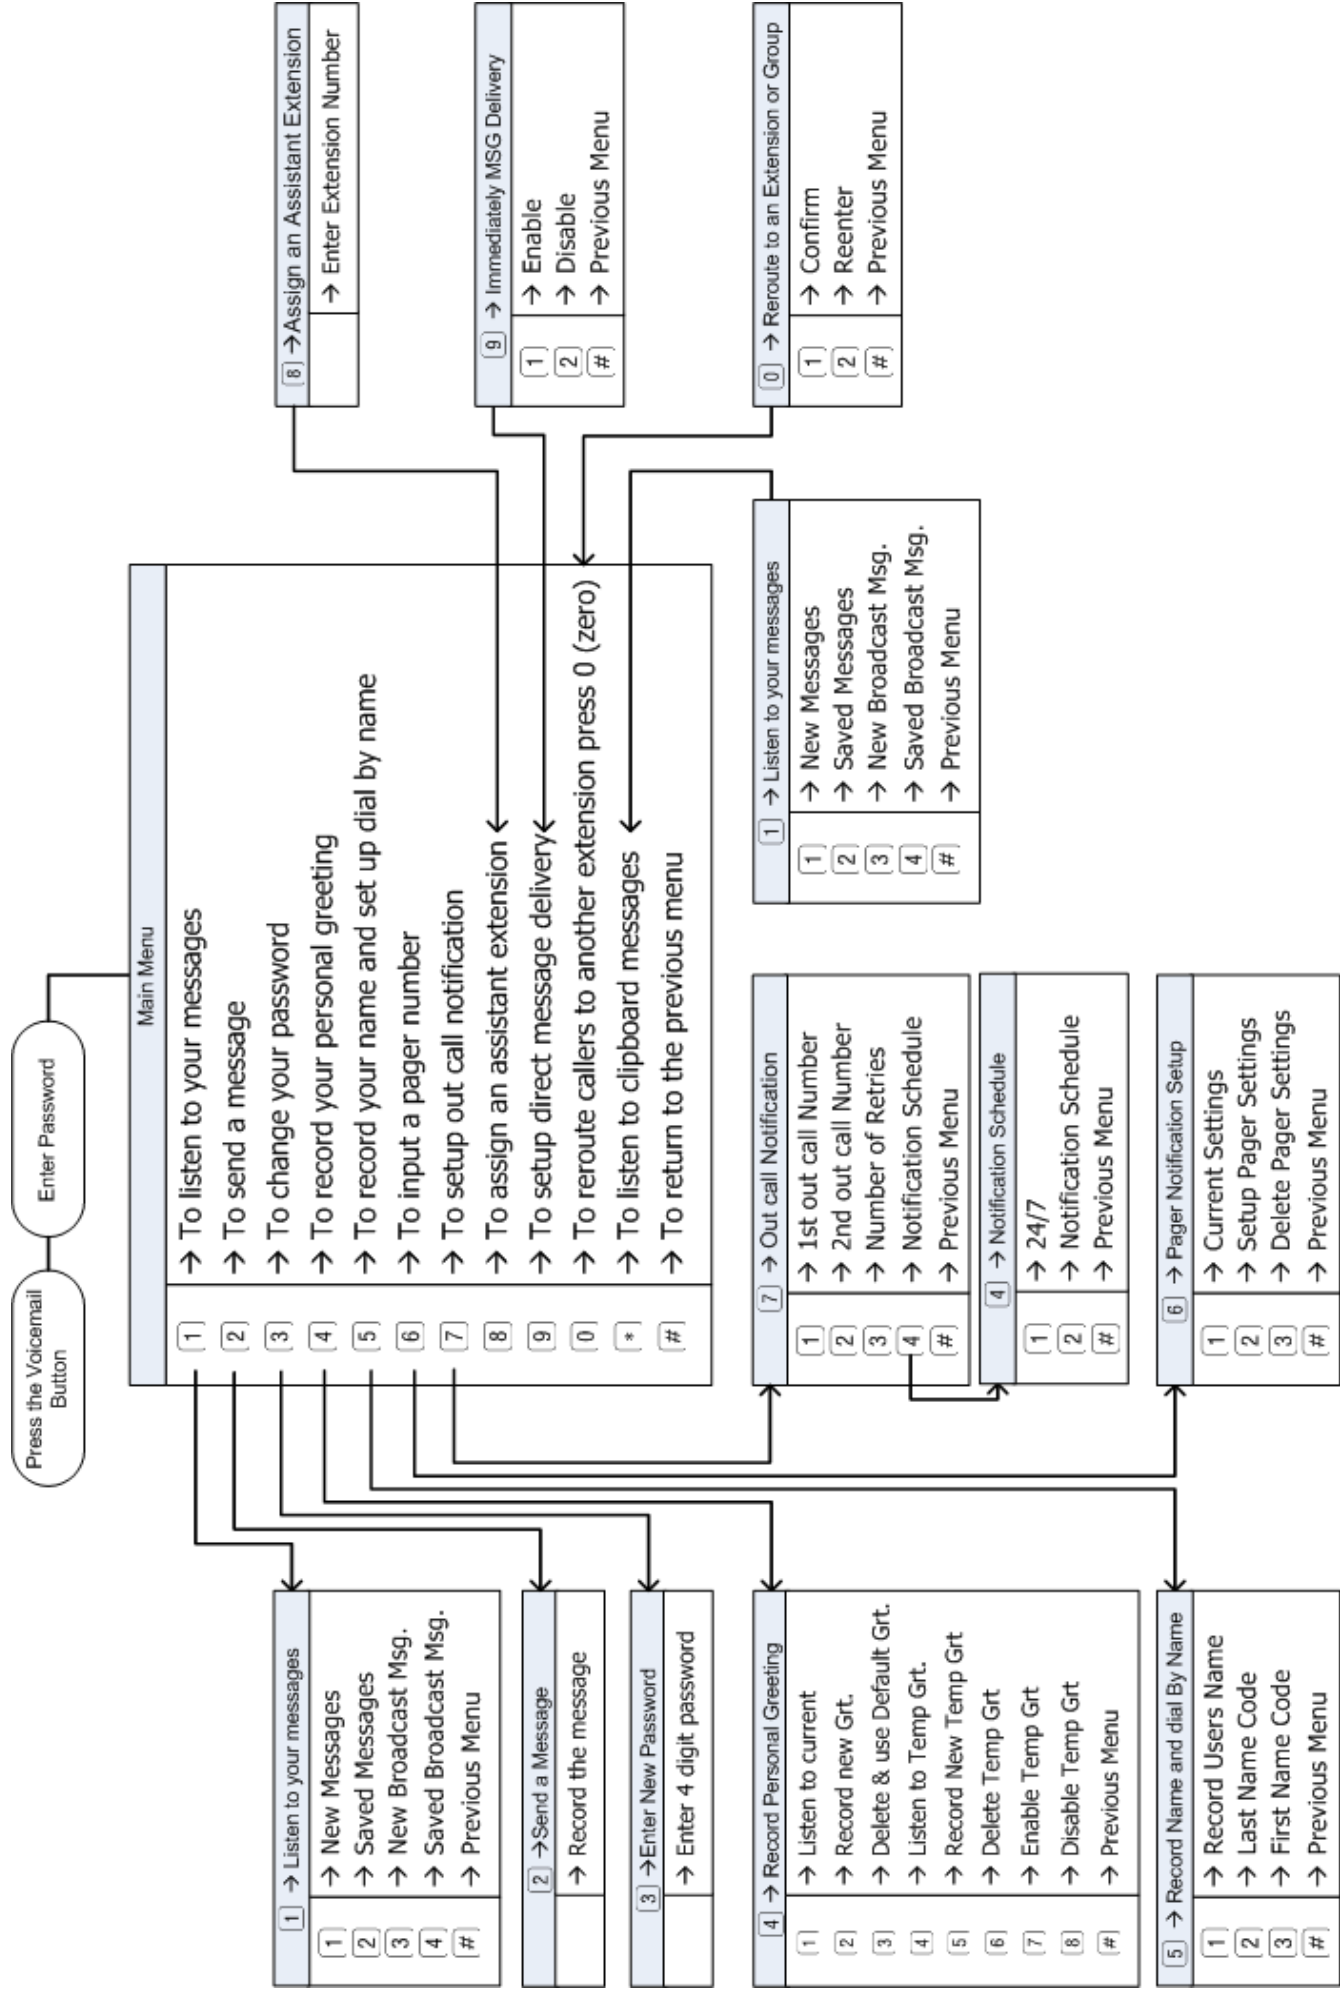 Press the Voicemail
Button
Enter Password
Main Menu
1 → To listen to your messages
2 → To send a message
3 → To change your password
4 → To record your personal greeting
5 → To record your name and set up dial by name
6 → To input a pager number
7 → To setup out call notification
8 → To assign an assistant extension
9 → To setup direct message delivery
0 → To reroute callers to another extension press 0 (zero)
* → To listen to clipboard messages
# → To return to the previous menu
1 → Listen to your messages
1 → New Messages
2 → Saved Messages
3 → New Broadcast Msg.
4 → Saved Broadcast Msg.
# → Previous Menu
2 →Send a Message
→ Record the message
3 →Enter New Password
→ Enter 4 digit password
4 → Record Personal Greeting
1 → Listen to current
2 → Record new Grt.
3 → Delete & use Default Grt.
4 → Listen to Temp Grt.
5 → Record New Temp Grt
6 → Delete Temp Grt
7 → Enable Temp Grt
8 → Disable Temp Grt
# → Previous Menu
5 → Record Name and dial By Name
1 → Record Users Name
2 → Last Name Code
3 → First Name Code
# → Previous Menu
7 → Out call Notification
1 → 1st out call Number
2 → 2nd out call Number
3 → Number of Retries
4 → Notification Schedule
# → Previous Menu
4 → Notification Schedule
1 → 24/7
2 → Notification Schedule
# → Previous Menu
6 → Pager Notification Setup
1 → Current Settings
2 → Setup Pager Settings
3 → Delete Pager Settings
# → Previous Menu
1 → Listen to your messages
1 → New Messages
2 → Saved Messages
3 → New Broadcast Msg.
4 → Saved Broadcast Msg.
# → Previous Menu
8 →Assign an Assistant Extension
→ Enter Extension Number
9 → Immediately MSG Delivery
1 → Enable
2 → Disable
# → Previous Menu
0 → Reroute to an Extension or Group
1 → Confirm
2 → Reenter
# → Previous Menu